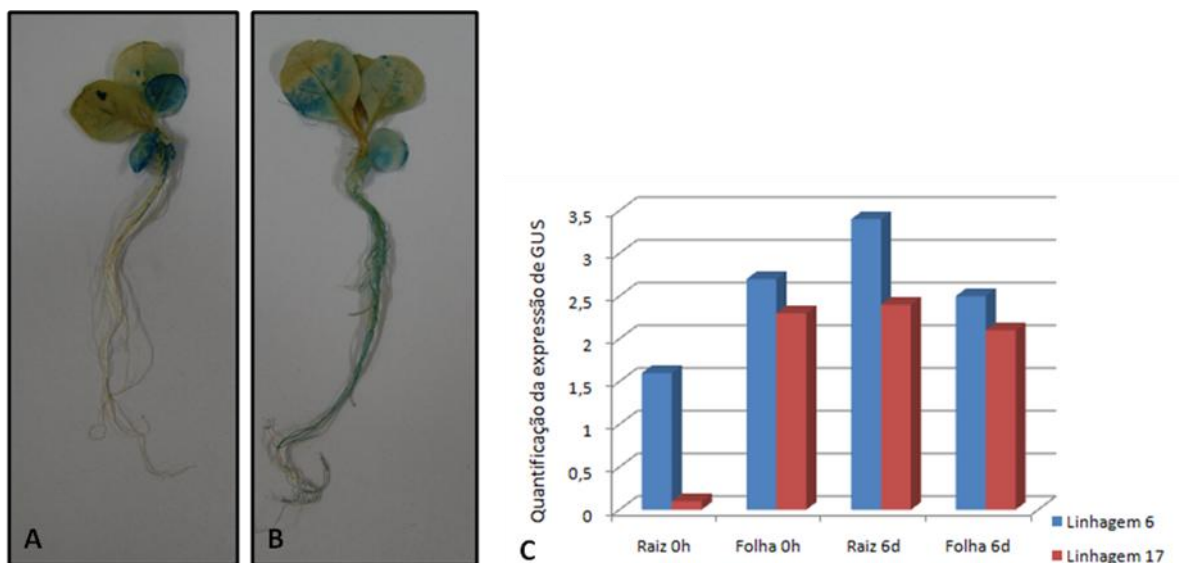 A
B
C
Quantificação da expressão de GUS
3,5
3
2,5
2
1,5
1
0,5
0
Raiz 0h
Folha 0h
Raiz 6d
Folha 6d
Linhagem 6
Linhagem 17